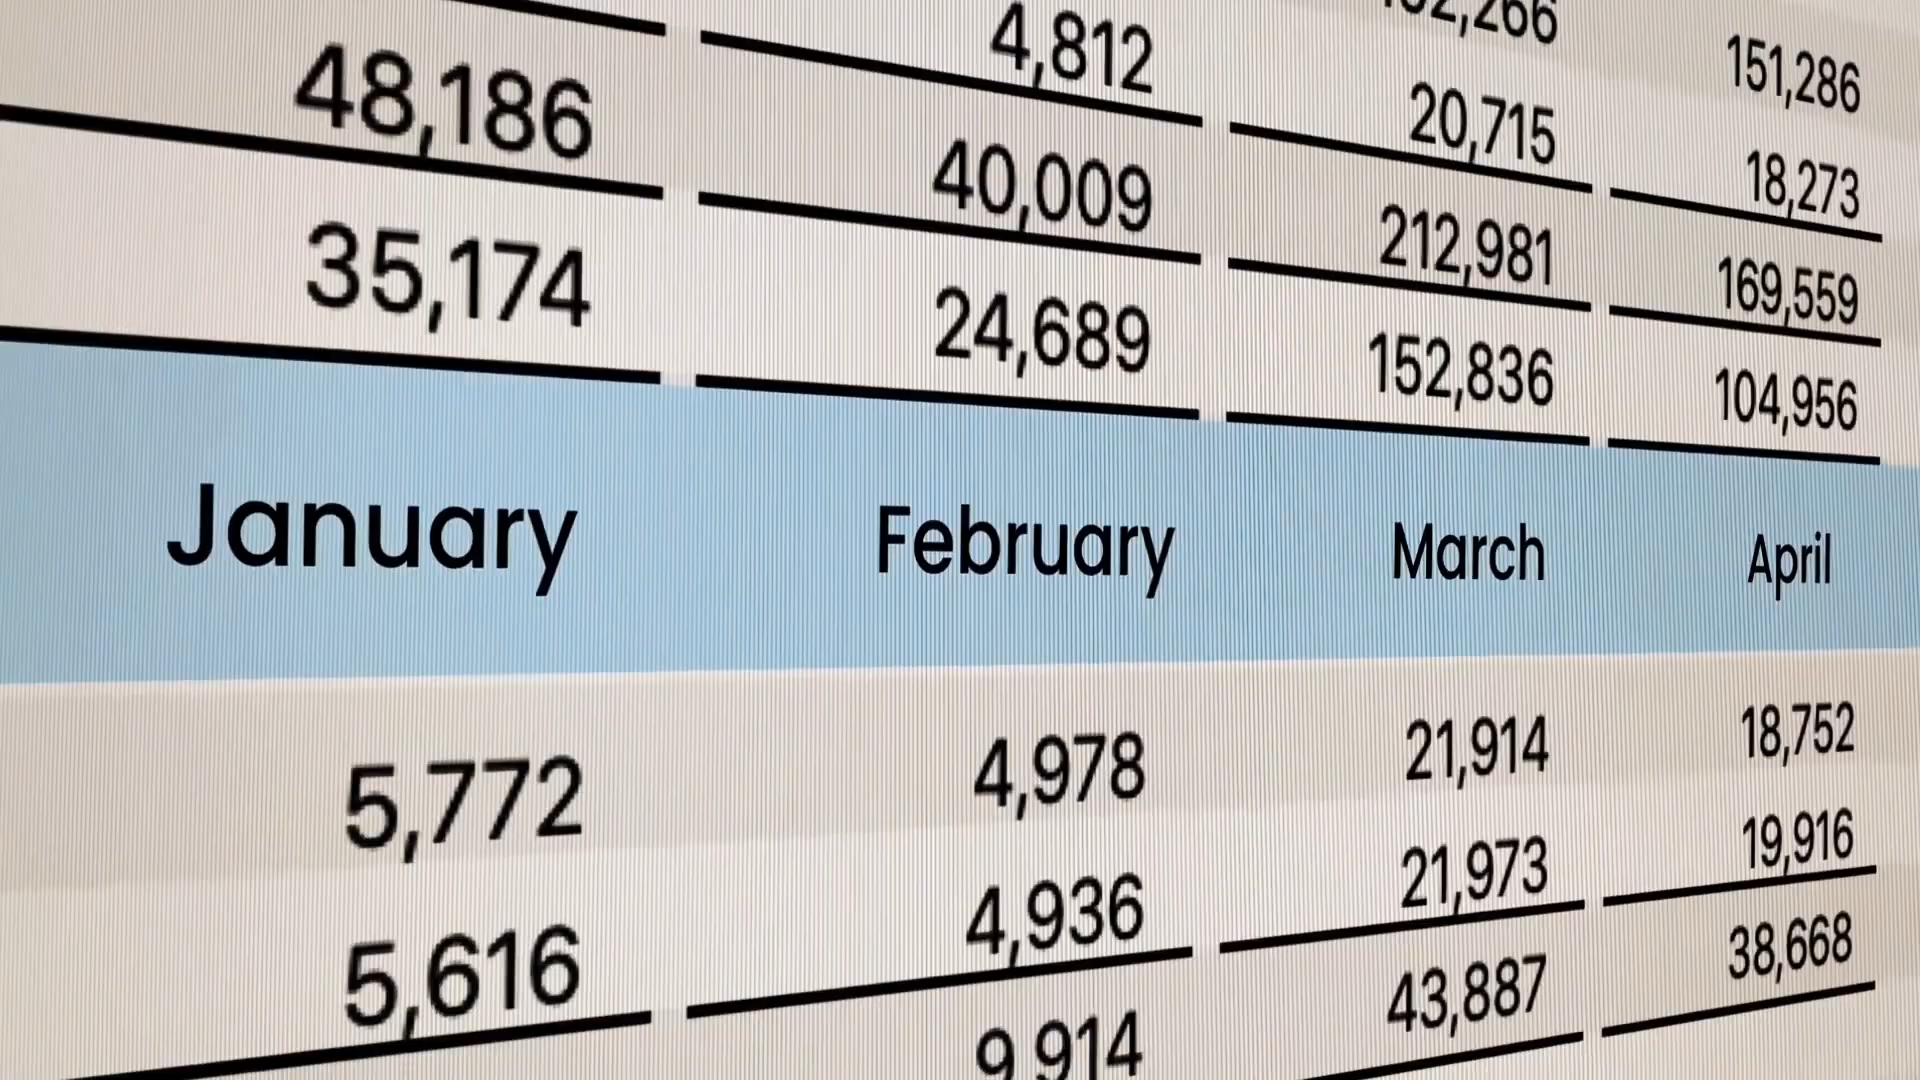 4,812 151,286
48,186 40,009 20,715 18,273
35,174 24,689 212,981 169,559
152,836 104,956
January February March April
5,772 4,978 21,914 18,752
5,616 4,936 21,973 19,916
9,914 43,887 38,668